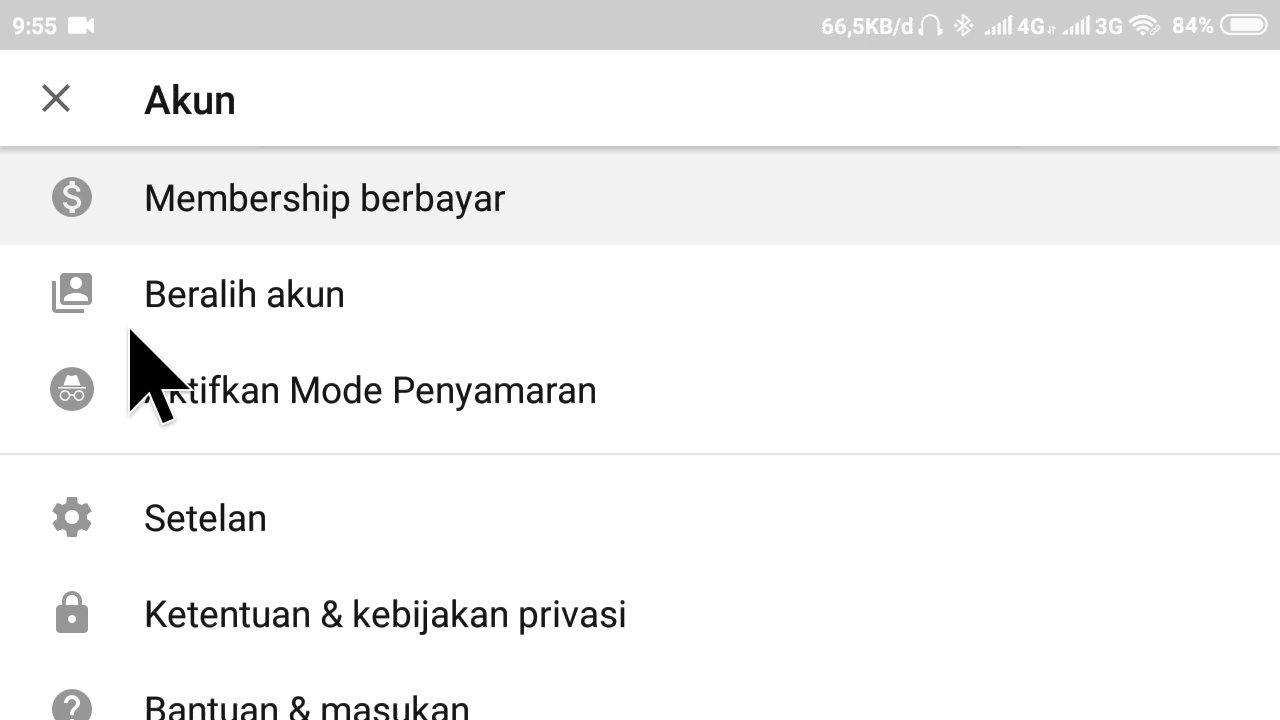 9:55 66,5KB/d 4G 3G 84%
Akun
Membership berbayar
Beralih akun
Aktifkan Mode Penyamaran
Setelan
Ketentuan & kebijakan privasi
Bantuan & masukan